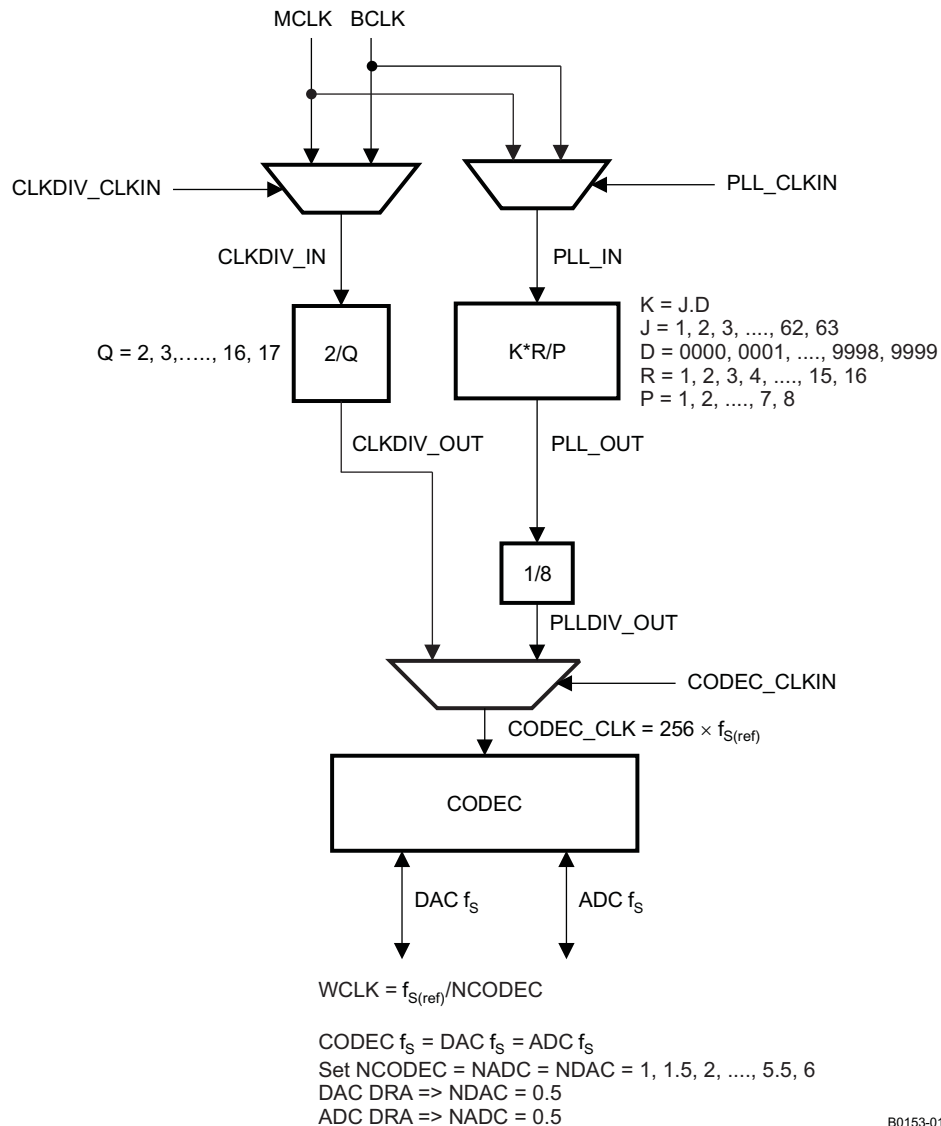 MCLK BCLK
CLKDIV_CLKIN
PLL_CLKIN
CLKDIV_IN
PLL_IN
Q = 2, 3,....., 16, 17
2/Q
K*R/P
K = J.D
J = 1, 2, 3, ...., 62, 63
D = 0000, 0001, ...., 9998, 9999
R = 1, 2, 3, 4, ...., 15, 16
P = 1, 2, ...., 7, 8
CLKDIV_OUT
PLL_OUT
1/8
PLLDIV_OUT
CODEC_CLKIN
CODEC_CLK = 256 × fS(ref)
CODEC
DAC fS
ADC fS
WCLK = fS(ref)/NCODEC
CODEC fS = DAC fS = ADC fS
Set NCODEC = NADC = NDAC = 1, 1.5, 2, ...., 5.5, 6
DAC DRA => NDAC = 0.5
ADC DRA => NADC = 0.5
B0153-01